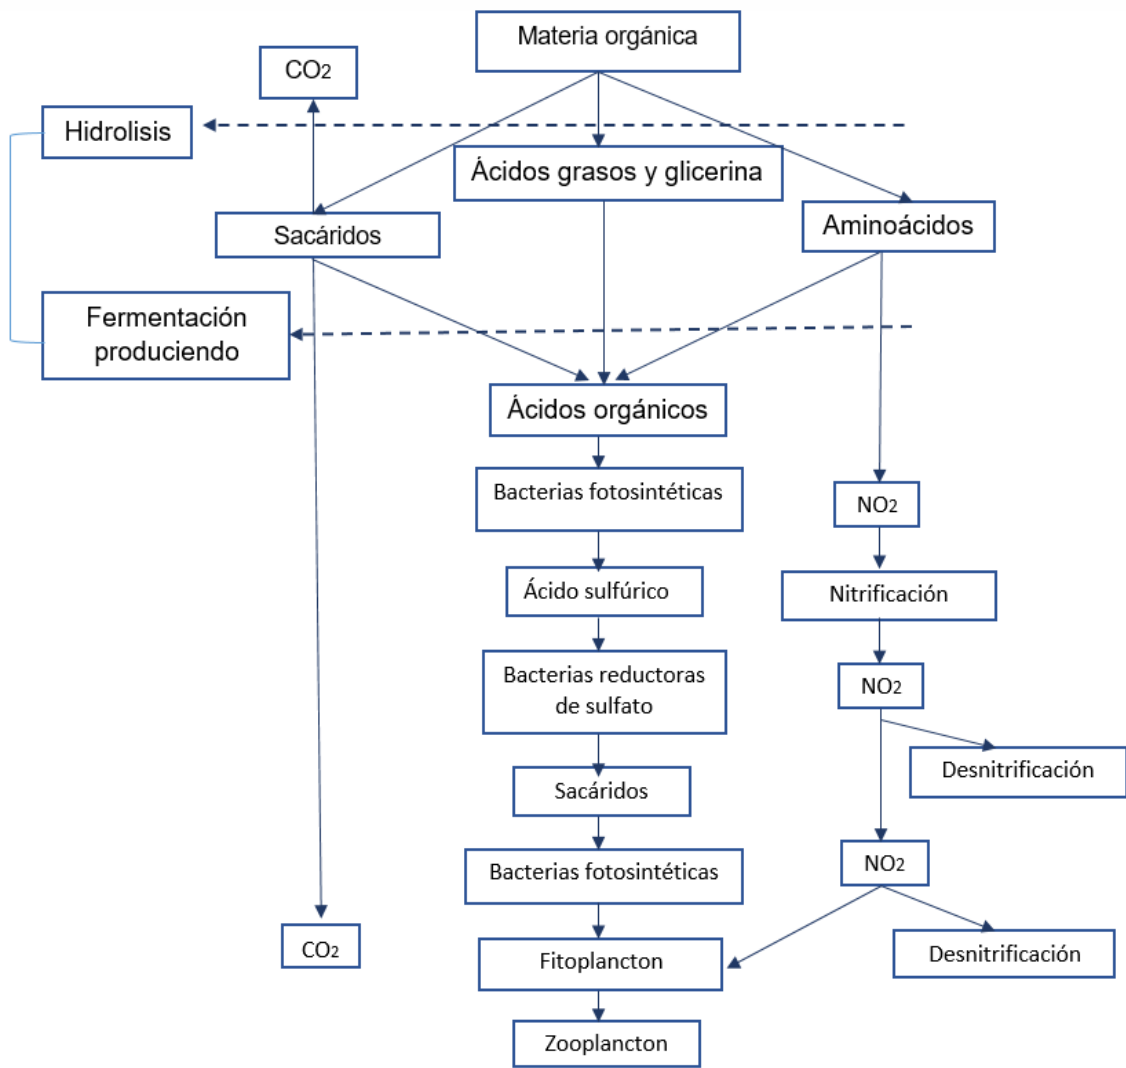 Materia orgánica
CO2
Hidrolisis
Ácidos grasos y glicerina
Sacáridos
Aminoácidos
Fermentación
produciendo
Ácidos orgánicos
Bacterias fotosintéticas
NO2
Ácido sulfúrico
Nitrificación
Bacterias reductoras
de sulfato
NO2
Desnitrificación
Sacáridos
Bacterias fotosintéticas
NO2
CO2
Fitoplancton
Desnitrificación
Zooplancton